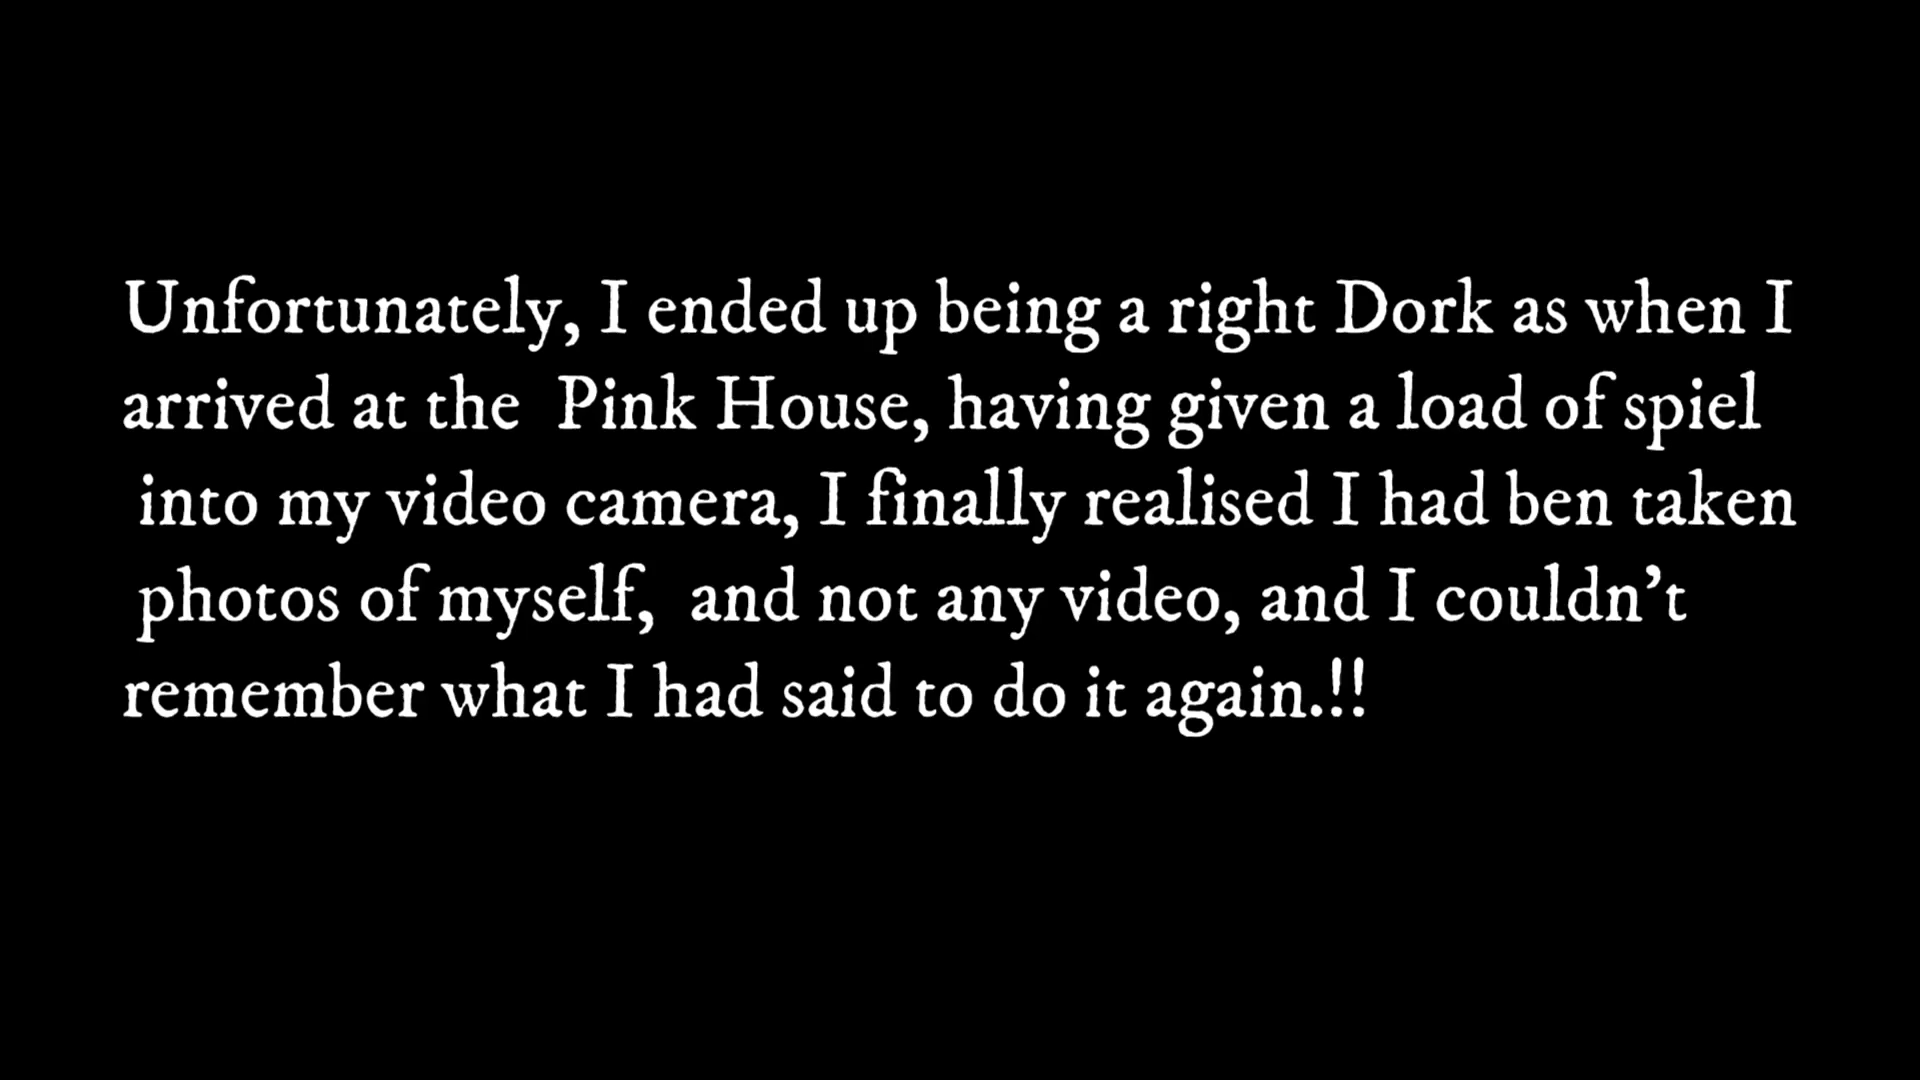 Unfortunately, I ended up being a right Dork as when I
arrived at the  Pink House, having given a load of spiel
into my video camera, I finally realised I had ben taken
photos of myself,  and not any video, and I couldn’t
remember what I had said to do it again.!!